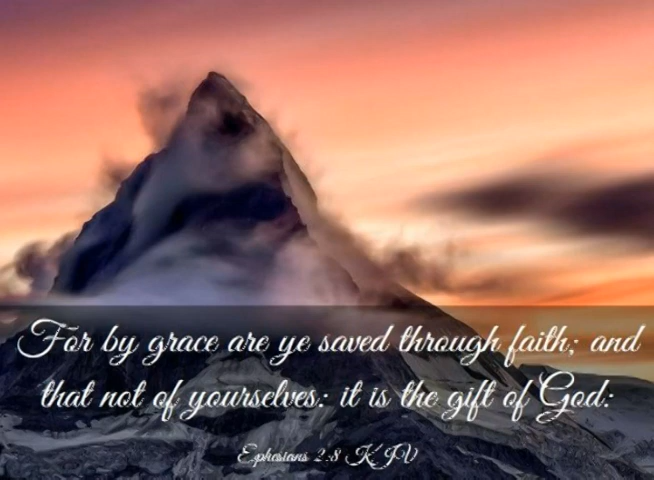 For by grace are ye saved through faith; and
that not of yourselves: it is the gift of God:
Ephesians 2:8 KJV